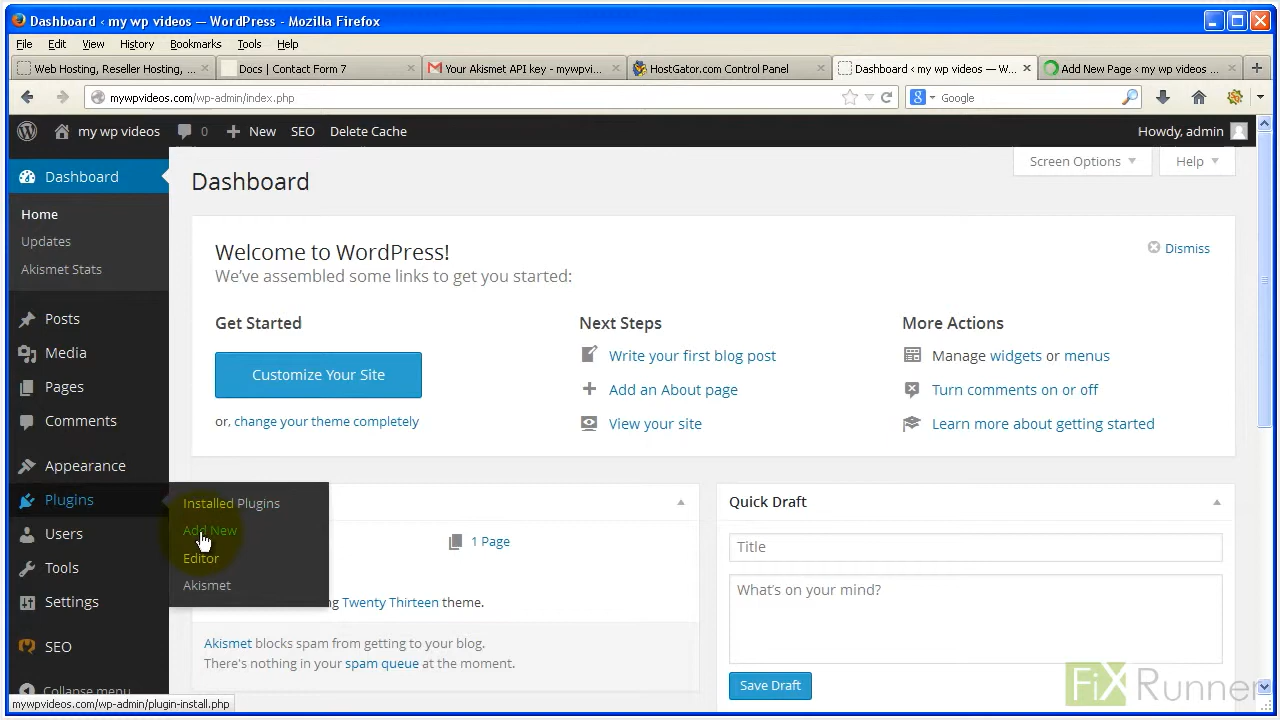 Dashboard ‹ my wp videos — WordPress - Mozilla Firefox
File Edit View History Bookmarks Tools Help
Web Hosting, Reseller Hosting, ... Docs | Contact Form 7 Your Akismet API key - mywpvi... HostGator.com Control Panel Dashboard ‹ my wp videos — W... Add New Page ‹ my wp videos ...
mywpvideos.com/wp-admin/index.php Google
my wp videos 0 New SEO Delete Cache Howdy, admin
Screen Options Help
Dashboard
Home
Updates
Akismet Stats
Posts
Media
Pages
Comments
Appearance
Plugins
Users
Tools
Settings
SEO
Collapse menu
Installed Plugins
Add New
Editor
Akismet
Dashboard
Welcome to WordPress!
We've assembled some links to get you started:
Dismiss
Get Started
Customize Your Site
or, change your theme completely
Next Steps
Write your first blog post
Add an About page
View your site
More Actions
Manage widgets or menus
Turn comments on or off
Learn more about getting started
1 Page
Twenty Thirteen theme.
Akismet blocks spam from getting to your blog.
There's nothing in your spam queue at the moment.
Quick Draft
Title
What's on your mind?
Save Draft
mywpvideos.com/wp-admin/plugin-install.php
FiX Runner